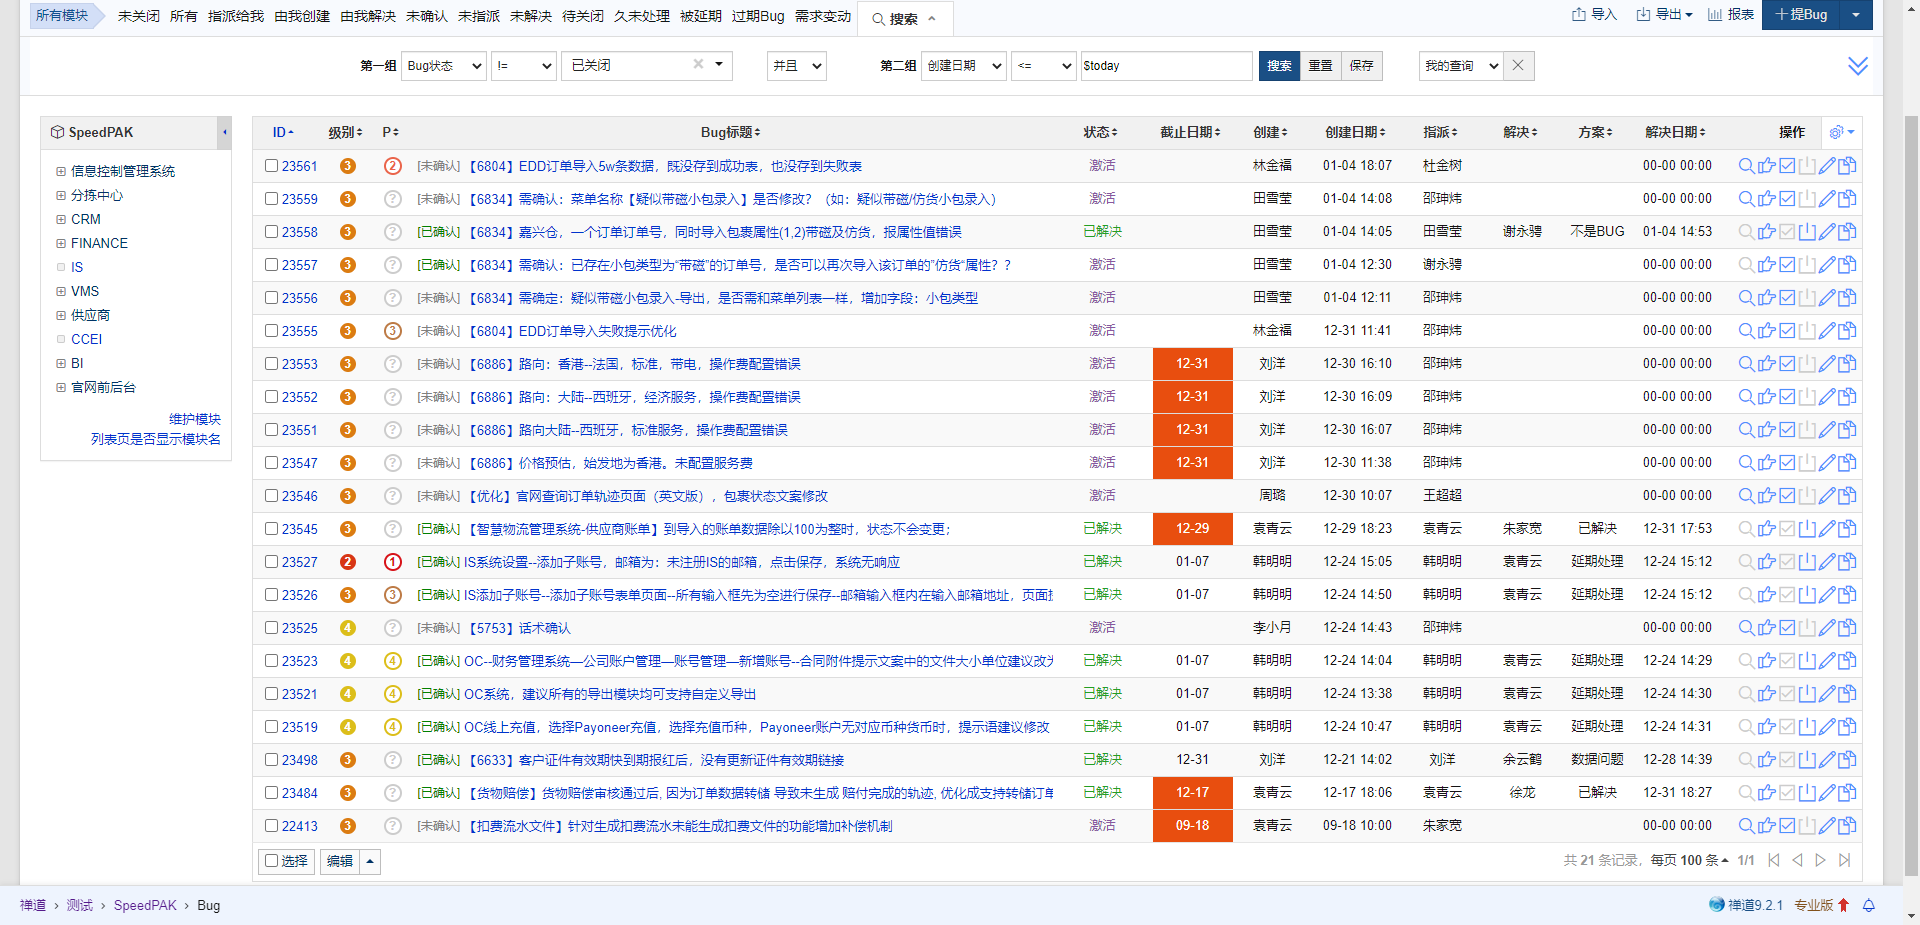 所有模块 未关闭 所有 指派给我 由我创建 由我解决 未确认 未指派 未解决 待关闭 久未处理 被延期 过期Bug 需求变动 搜索 导入 导出 报表 提Bug
第一组 Bug状态 != 已关闭 并且 第二组 创建日期 <= $today 搜索 重置 保存 我的查询
SpeedPAK
信息控制管理系统
分拣中心
CRM
FINANCE
IS
VMS
供应商
CCEI
BI
官网前后台
维护模块
列表页是否显示模块名
ID 级别 P Bug标题 状态 截止日期 创建 创建日期 指派 解决 方案 解决日期 操作
23561 3 2 [未确认] 【6804】EDD订单导入5w条数据，既没存到成功表，也没存到失败表 激活 林金福 01-04 18:07 杜金树 00-00 00:00
23559 3 ? [未确认] 【6834】需确认：菜单名称【疑似带磁小包录入】是否修改？（如：疑似带磁/仿货小包录入） 激活 田雪莹 01-04 14:08 邵珅炜 00-00 00:00
23558 3 ? [已确认] 【6834】嘉兴仓，一个订单订单号，同时导入包裹属性(1,2)带磁及仿货，报属性值错误 已解决 田雪莹 01-04 14:05 田雪莹 谢永骋 不是BUG 01-04 14:53
23557 3 ? [已确认] 【6834】需确认：已存在小包类型为“带磁”的订单号，是否可以再次导入该订单的”仿货“属性？？ 激活 田雪莹 01-04 12:30 谢永骋 00-00 00:00
23556 3 ? [未确认] 【6834】需确定：疑似带磁小包录入-导出，是否需和菜单列表一样，增加字段：小包类型 激活 田雪莹 01-04 12:11 邵珅炜 00-00 00:00
23555 3 3 [未确认] 【6804】EDD订单导入失败提示优化 激活 林金福 12-31 11:41 邵珅炜 00-00 00:00
23553 3 ? [未确认] 【6886】路向：香港--法国，标准，带电，操作费配置错误 激活 12-31 刘洋 12-30 16:10 邵珅炜 00-00 00:00
23552 3 ? [未确认] 【6886】路向：大陆--西班牙，经济服务，操作费配置错误 激活 12-31 刘洋 12-30 16:09 邵珅炜 00-00 00:00
23551 3 ? [未确认] 【6886】路向大陆--西班牙，标准服务，操作费配置错误 激活 12-31 刘洋 12-30 16:07 邵珅炜 00-00 00:00
23547 3 ? [未确认] 【6886】价格预估，始发地为香港。未配置服务费 激活 12-31 刘洋 12-30 11:38 邵珅炜 00-00 00:00
23546 3 ? [未确认] 【优化】官网查询订单轨迹页面（英文版），包裹状态文案修改 激活 周璐 12-30 10:07 王超超 00-00 00:00
23545 3 ? [已确认] 【智慧物流管理系统-供应商账单】到导入的账单数据除以100为整时，状态不会变更； 已解决 12-29 袁青云 12-29 18:23 袁青云 朱家宽 已解决 12-31 17:53
23527 2 1 [已确认] IS系统设置--添加子账号，邮箱为：未注册IS的邮箱，点击保存，系统无响应 已解决 01-07 韩明明 12-24 15:05 韩明明 袁青云 延期处理 12-24 15:12
23526 3 3 [已确认] IS添加子账号--添加子账号表单页面--所有输入框先为空进行保存--邮箱输入框内在输入邮箱地址，页面 已解决 01-07 韩明明 12-24 14:50 韩明明 袁青云 延期处理 12-24 15:12
23525 4 ? [未确认] 【5753】话术确认 激活 李小月 12-24 14:43 邵珅炜 00-00 00:00
23523 4 4 [已确认] OC--财务管理系统—公司账户管理—账号管理—新增账号--合同附件提示文案中的文件大小单位建议改为 已解决 01-07 韩明明 12-24 14:04 韩明明 袁青云 延期处理 12-24 14:29
23521 4 4 [已确认] OC系统，建议所有的导出模块均可支持自定义导出 已解决 01-07 韩明明 12-24 13:38 韩明明 袁青云 延期处理 12-24 14:30
23519 4 4 [已确认] OC线上充值，选择Payoneer充值，选择充值币种，Payoneer账户无对应币种货币时，提示语建议修改 已解决 01-07 韩明明 12-24 10:47 韩明明 袁青云 延期处理 12-24 14:31
23498 3 ? [已确认] 【6633】客户证件有效期快到期报红后，没有更新证件有效期链接 已解决 12-31 刘洋 12-21 14:02 刘洋 余云鹤 数据问题 12-28 14:39
23484 3 ? [已确认] 【货物赔偿】货物赔偿审核通过后, 因为订单数据转储 导致未生成 赔付完成的轨迹, 优化成支持转储订单 已解决 12-17 袁青云 12-17 18:06 袁青云 徐龙 已解决 12-31 18:27
22413 3 ? [未确认] 【扣费流水文件】针对生成扣费流水未能生成扣费文件的功能增加补偿机制 激活 09-18 袁青云 09-18 10:00 朱家宽 00-00 00:00
选择 编辑 共 21 条记录，每页 100 条 1/1
禅道 › 测试 › SpeedPAK › Bug 禅道9.2.1 专业版